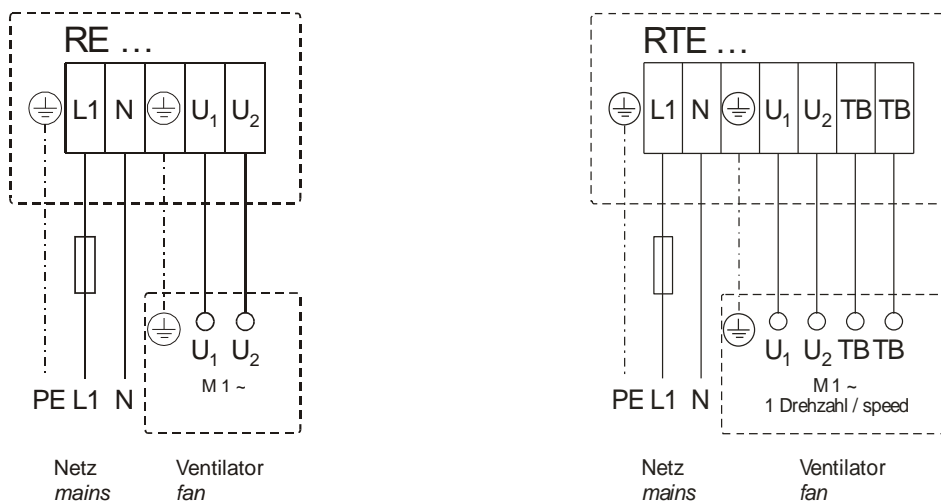 RE ...
L1 N U1 U2
U1 U2
M 1 ~
PE L1 N
Netz
mains
Ventilator
fan
RTE ...
L1 N U1 U2 TB TB
U1 U2 TB TB
M 1 ~
1 Drehzahl / speed
PE L1 N
Netz
mains
Ventilator
fan